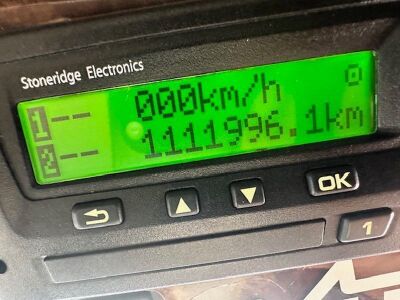 Stoneridge Electronics
1-- 000km/h
2-- 1111996.1km
OK
1